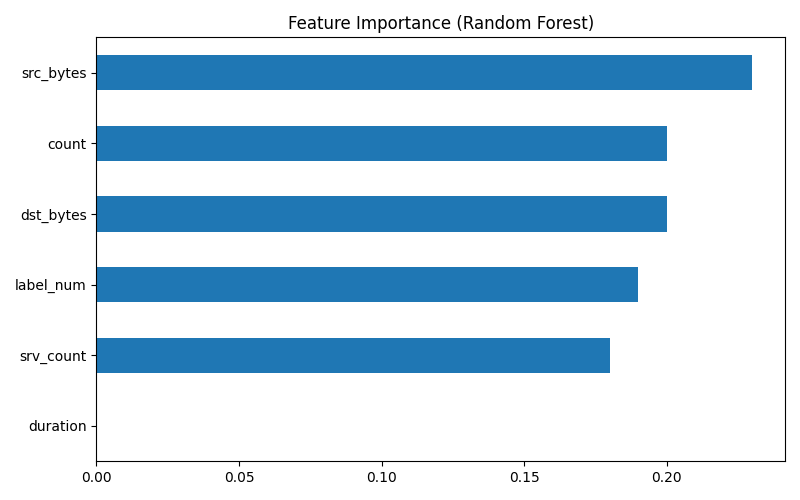 Feature Importance (Random Forest)
src_bytes
count
dst_bytes
label_num
srv_count
duration
0.00 0.05 0.10 0.15 0.20